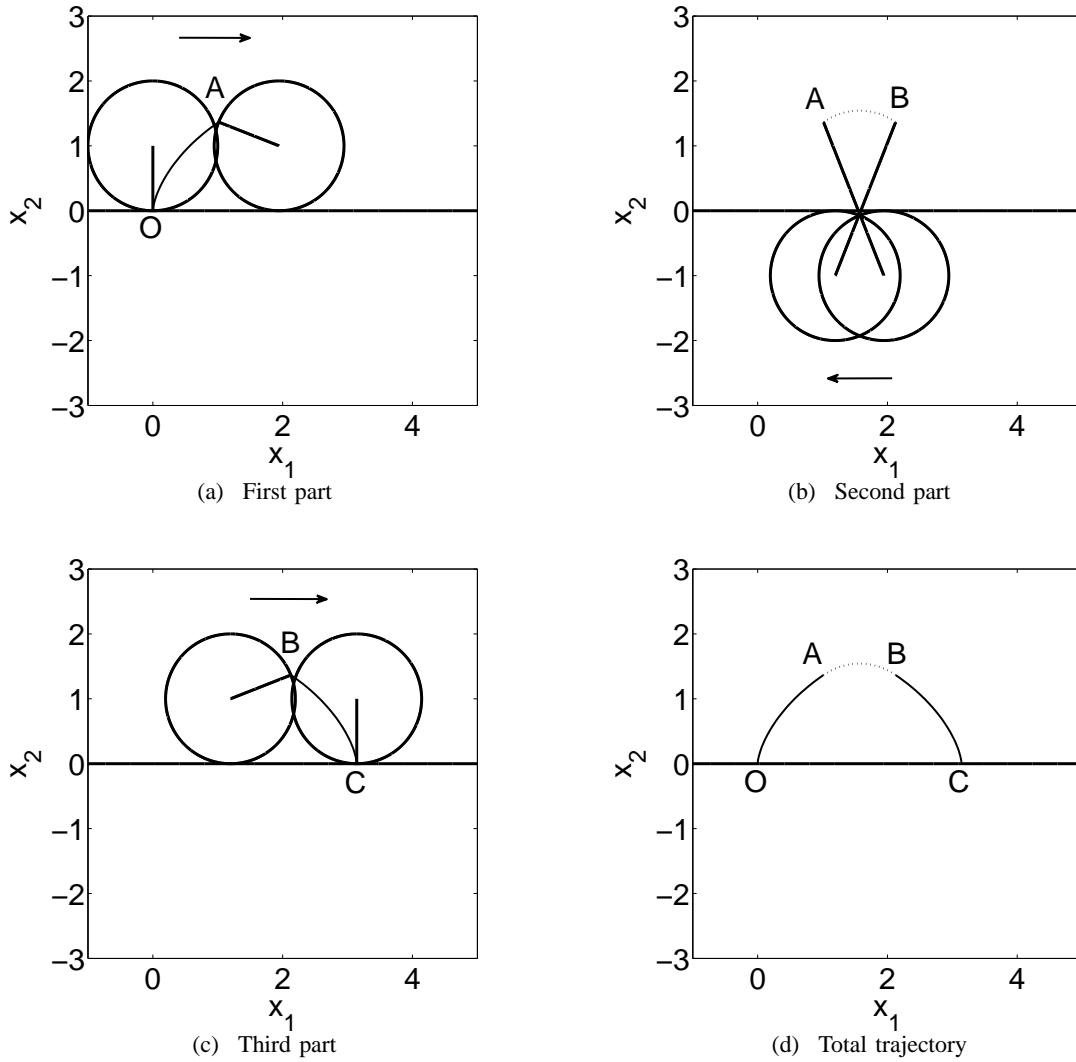 3
2
1
0
−1
−2
−3
x2
A
O
0 2 4
x1
(a) First part
3
2
1
0
−1
−2
−3
x2
A B
0 2 4
x1
(b) Second part
3
2
1
0
−1
−2
−3
x2
B
C
0 2 4
x1
(c) Third part
3
2
1
0
−1
−2
−3
x2
A B
O C
0 2 4
x1
(d) Total trajectory